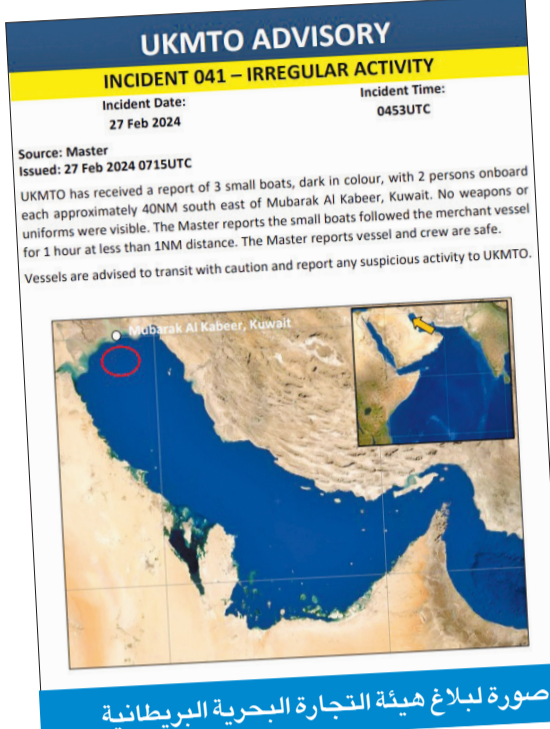 UKMTO ADVISORY
INCIDENT 041 – IRREGULAR ACTIVITY
Incident Date:
27 Feb 2024
Incident Time:
0453UTC
Source: Master
Issued: 27 Feb 2024 0715UTC
UKMTO has received a report of 3 small boats, dark in colour, with 2 persons onboard
each approximately 40NM south east of Mubarak Al Kabeer, Kuwait. No weapons or
uniforms were visible. The Master reports the small boats followed the merchant vessel
for 1 hour at less than 1NM distance. The Master reports vessel and crew are safe.
Vessels are advised to transit with caution and report any suspicious activity to UKMTO.
Mubarak Al Kabeer, Kuwait
صورة لبلاغ هيئة التجارة البحرية البريطانية